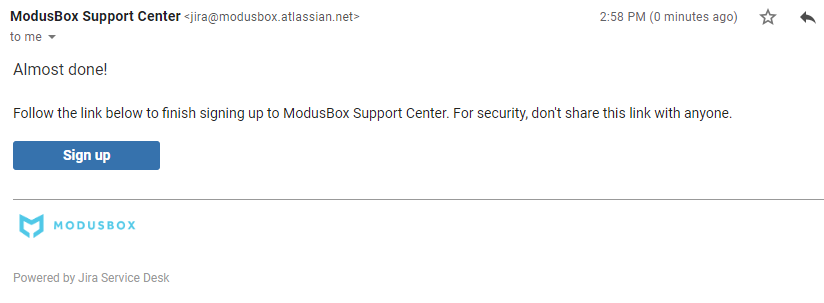 ModusBox Support Center <jira@modusbox.atlassian.net> 2:58 PM (0 minutes ago)
to me
Almost done!
Follow the link below to finish signing up to ModusBox Support Center. For security, don't share this link with anyone.
Sign up
MODUSBOX
Powered by Jira Service Desk